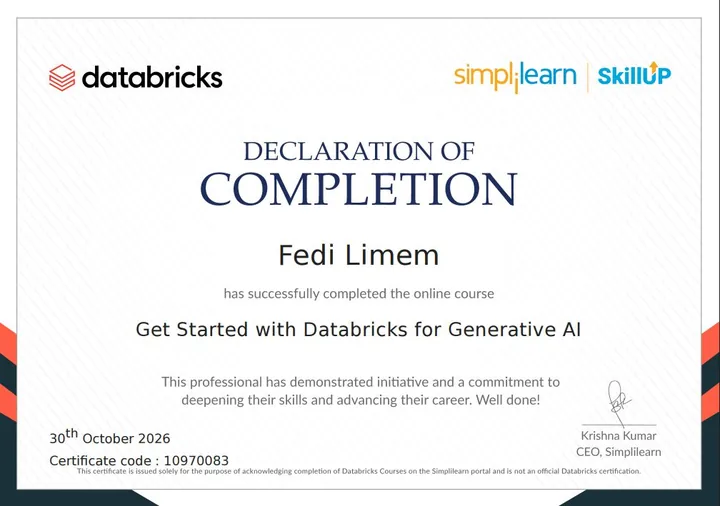 databricks
simplilearn | SkillUP
DECLARATION OF
COMPLETION
Fedi Limem
has successfully completed the online course
Get Started with Databricks for Generative AI
This professional has demonstrated initiative and a commitment to
deepening their skills and advancing their career. Well done!
30th October 2026
Krishna Kumar
CEO, Simplilearn
Certificate code : 10970083
This certificate is issued solely for the purpose of acknowledging completion of Databricks Courses on the Simplilearn portal and is not an official Databricks certification.